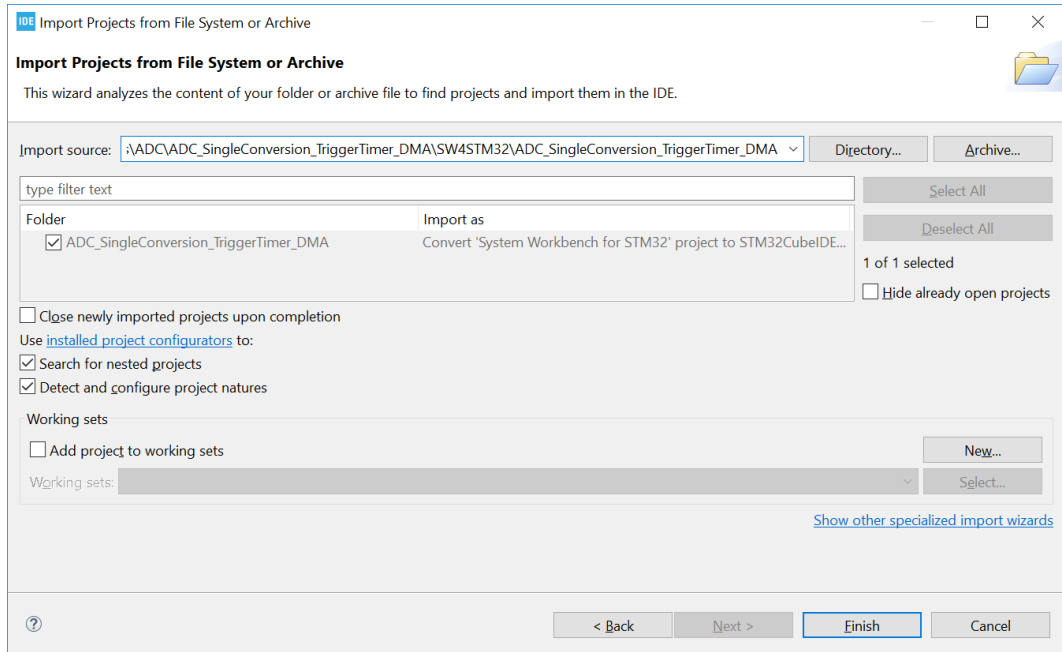 IDE Import Projects from File System or Archive
Import Projects from File System or Archive
This wizard analyzes the content of your folder or archive file to find projects and import them in the IDE.
Import source: ;\ADC\ADC_SingleConversion_TriggerTimer_DMA\SW4STM32\ADC_SingleConversion_TriggerTimer_DMA Directory... Archive...
type filter text Select All
Folder Import as
Deselect All
ADC_SingleConversion_TriggerTimer_DMA Convert 'System Workbench for STM32' project to STM32CubeIDE...
1 of 1 selected
Hide already open projects
Close newly imported projects upon completion
Use installed project configurators to:
Search for nested projects
Detect and configure project natures
Working sets
Add project to working sets New...
Working sets: Select...
Show other specialized import wizards
? < Back Next > Finish Cancel